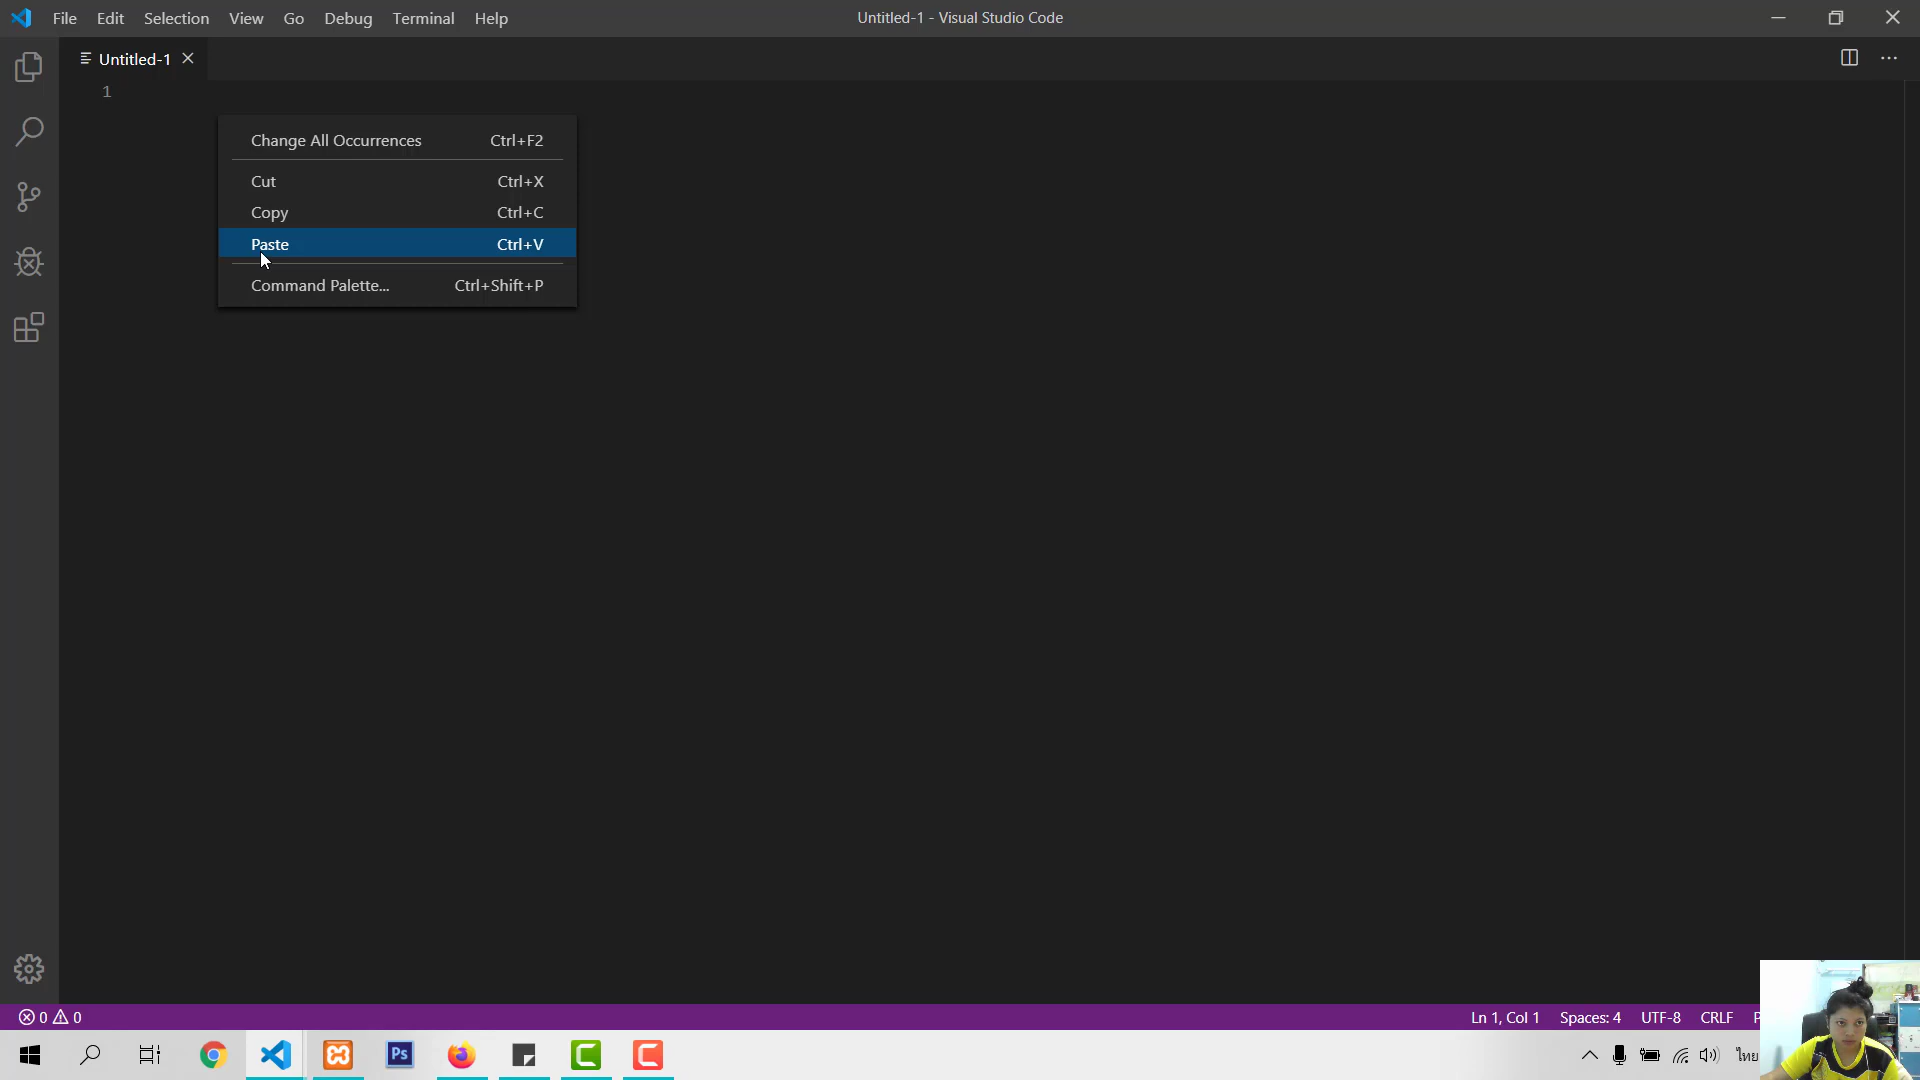 File Edit Selection View Go Debug Terminal Help
Untitled-1 - Visual Studio Code
Untitled-1
1
Change All Occurrences Ctrl+F2
Cut Ctrl+X
Copy Ctrl+C
Paste Ctrl+V
Command Palette... Ctrl+Shift+P
0 0
Ln 1, Col 1 Spaces: 4 UTF-8 CRLF P
Ps
ไทย